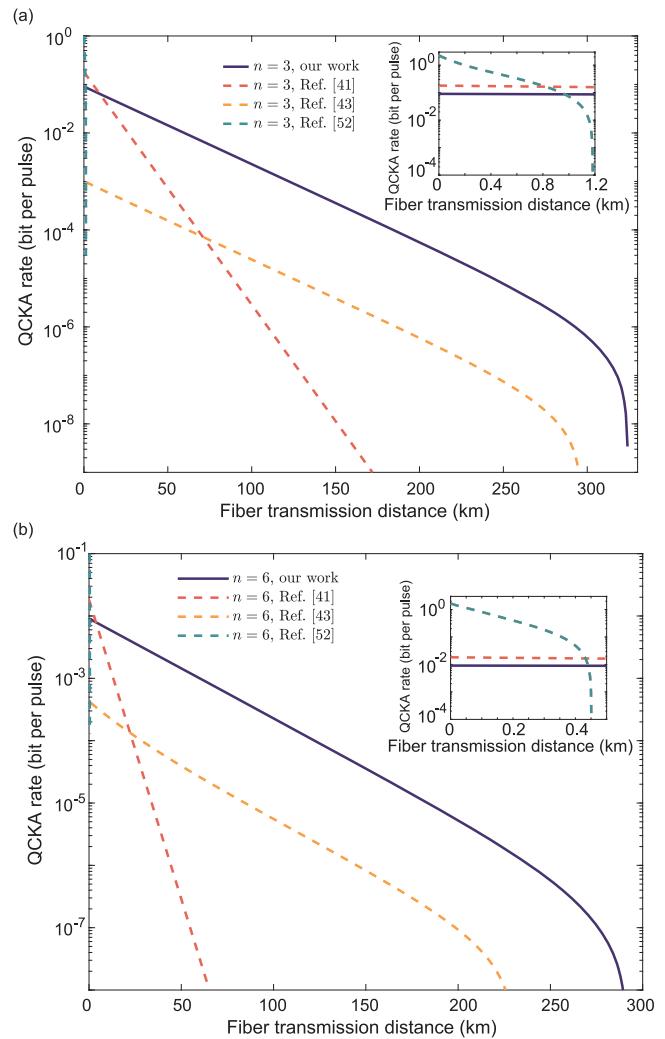 (a)
10^0
10^-2
10^-4
10^-6
10^-8
QCKA rate (bit per pulse)
n = 3, our work
n = 3, Ref. [41]
n = 3, Ref. [43]
n = 3, Ref. [52]
QCKA rate (bit per pulse)
10^0
10^-2
10^-4
0 0.4 0.8 1.2
Fiber transmission distance (km)
0 50 100 150 200 250 300
Fiber transmission distance (km)
(b)
10^-1
10^-3
10^-5
10^-7
QCKA rate (bit per pulse)
n = 6, our work
n = 6, Ref. [41]
n = 6, Ref. [43]
n = 6, Ref. [52]
QCKA rate (bit per pulse)
10^0
10^-2
10^-4
0 0.2 0.4
Fiber transmission distance (km)
0 50 100 150 200 250 300
Fiber transmission distance (km)